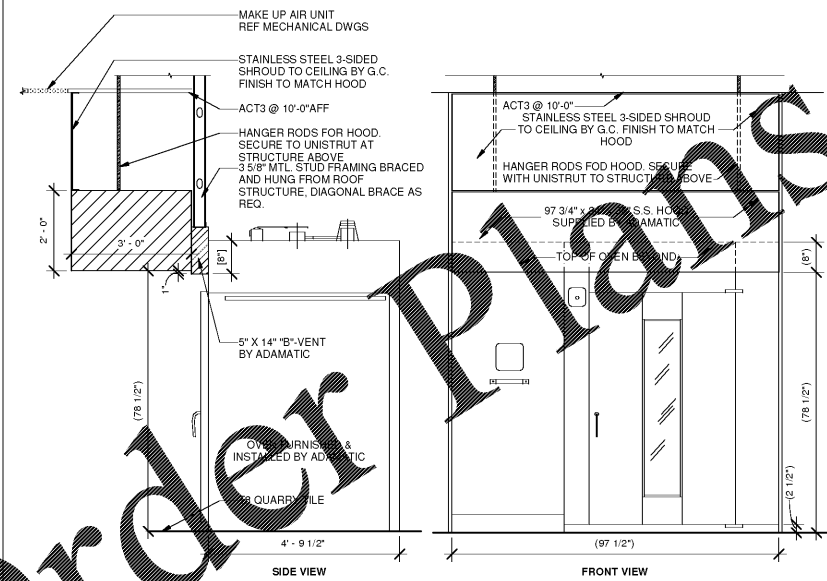 MAKE UP AIR UNIT
REF MECHANICAL DWGS
STAINLESS STEEL 3-SIDED
SHROUD TO CEILING BY G.C.
FINISH TO MATCH HOOD
ACT3 @ 10'-0"AFF
HANGER RODS FOR HOOD.
SECURE TO UNISTRUT AT
STRUCTURE ABOVE
3 5/8" MTL. STUD FRAMING BRACED
AND HUNG FROM ROOF
STRUCTURE, DIAGONAL BRACE AS
REQ.
2' - 0"
3' - 0"
[8"]
1"
5" X 14" "B"-VENT
BY ADAMATIC
(78 1/2")
OVEN FURNISHED &
INSTALLED BY ADAMATIC
QUARRY TILE
4' - 9 1/2"
SIDE VIEW
ACT3 @ 10'-0"
STAINLESS STEEL 3-SIDED SHROUD
TO CEILING BY G.C. FINISH TO MATCH
HOOD
HANGER RODS FOD HOOD. SECURE
WITH UNISTRUT TO STRUCTURE ABOVE
97 3/4" x S.S. HOOD
SUPPLIED BY ADAMATIC
TOP OF OVEN BEYOND
(8")
(78 1/2")
(2 1/2")
(97 1/2")
FRONT VIEW
Order Plans